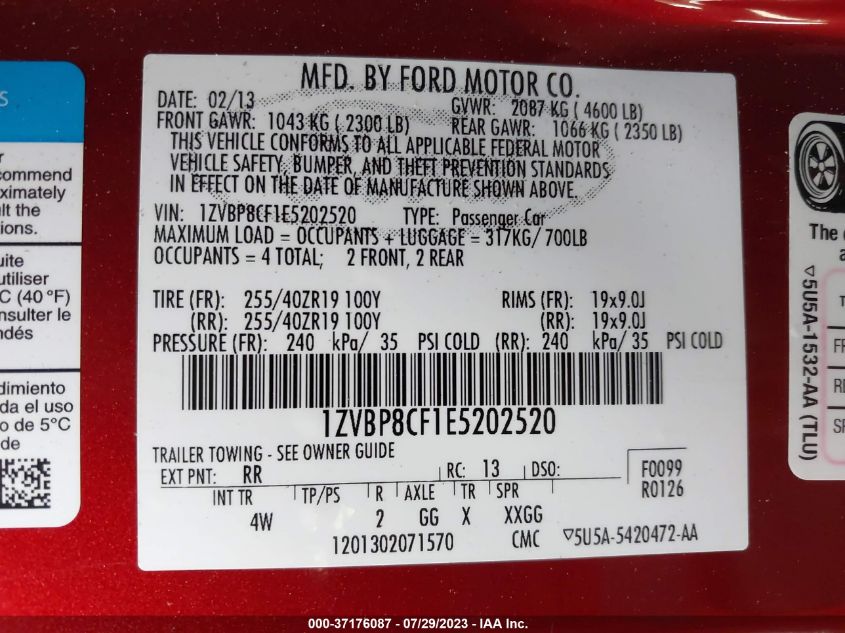 S
r
commend
ximately
ult the
ions.
uite
utiliser
C (40 °F)
nsulter le
ndés
dimiento
da el uso
o de 5°C
de
MFD. BY FORD MOTOR CO.
DATE: 02/13 GVWR: 2087 KG ( 4600 LB)
FRONT GAWR: 1043 KG ( 2300 LB) REAR GAWR: 1066 KG ( 2350 LB)
THIS VEHICLE CONFORMS TO ALL APPLICABLE FEDERAL MOTOR
VEHICLE SAFETY, BUMPER, AND THEFT PREVENTION STANDARDS
IN EFFECT ON THE DATE OF MANUFACTURE SHOWN ABOVE.
VIN: 1ZVBP8CF1E5202520 TYPE: Passenger Car
MAXIMUM LOAD = OCCUPANTS + LUGGAGE = 317KG/ 700LB
OCCUPANTS = 4 TOTAL; 2 FRONT, 2 REAR
TIRE (FR): 255/40ZR19 100Y RIMS (FR): 19x9.0J
(RR): 255/40ZR19 100Y (RR): 19x9.0J
PRESSURE (FR): 240 kPa/ 35 PSI COLD (RR): 240 kPa/ 35 PSI COLD
1ZVBP8CF1E5202520
TRAILER TOWING - SEE OWNER GUIDE
EXT PNT: RR RC: 13 DSO: F0099
R0126
INT TR TP/PS R AXLE TR SPR
4W 2 GG X XXGG
1201302071570 CMC ▽5U5A-5420472-AA
The
a
▽5U5A-1532-AA (TLU)
T
FR
RE
SP
000-37176087 - 07/29/2023 - IAA Inc.